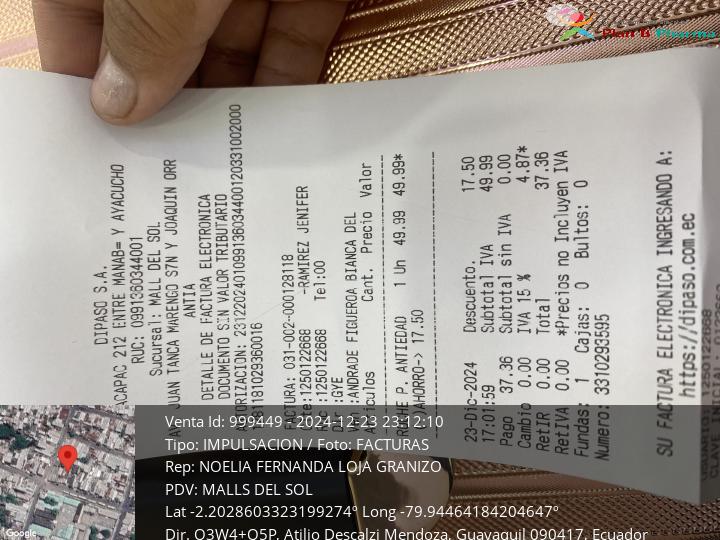 Plan B Pharma
DIPASO S.A.
ACAPAC 212 ENTRE MANAB= Y AYACUCHO
RUC: 0991360344001
Sucursal: MALL DEL SOL
JUAN TANCA MARENGO S7N Y JOAQUIN ORR
ANTIA
DETALLE DE FACTURA ELECTRONICA
DOCUMENTO SIN VALOR TRIBUTARIO
ORIZACION: 2312202401099136034400120331002000
1281181029360016
FACTURA: 031-002-000128118
te:1250122668 -RAMIREZ JENIFER
:1250122668 Tel:00
:GYE
:ANDRADE FIGUEROA BIANCA DEL
Articulos Cant. Precio Valor
P. ANTIEDAD 1 Un 49.99 49.99*
AHORRO-> 17.50
23-Dic-2024 Descuento. 17.50
17:01:59 Subtotal IVA 49.99
Pago 37.36 Subtotal sin IVA 0.00
Cambio 0.00 IVA 15 % 4.87*
RetIR 0.00 Total 37.36
RetIVA 0.00 *Precios no Incluyen IVA
Fundas: 1 Cajas: 0 Bultos: 0
Numero: 3310293595
SU FACTURA ELECTRONICA INGRESANDO A:
https://dipaso.com.ec
Venta Id: 999449 - 2024-12-23 23:12:10
Tipo: IMPULSACION / Foto: FACTURAS
Rep: NOELIA FERNANDA LOJA GRANIZO
PDV: MALLS DEL SOL
Lat -2.2028603323199274° Long -79.94464184204647°
Dir. Q3W4+Q5P, Atilio Descalzi Mendoza, Guayaquil 090417, Ecuador
Google